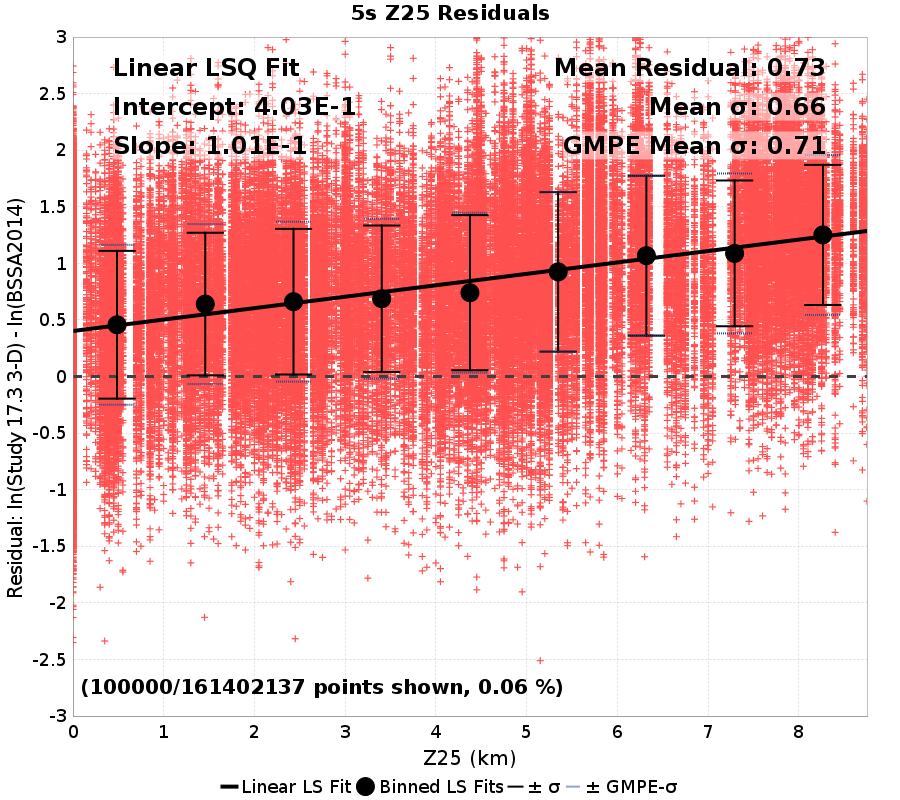 5s Z25 Residuals
Linear LSQ Fit
Intercept: 4.03E-1
Slope: 1.01E-1
Mean Residual: 0.73
Mean σ: 0.66
GMPE Mean σ: 0.71
Residual: ln(Study 17.3 3-D) - ln(BSSA2014)
3
2.5
2
1.5
1
0.5
0
-0.5
-1
-1.5
-2
-2.5
-3
(100000/161402137 points shown, 0.06 %)
0 1 2 3 4 5 6 7 8
Z25 (km)
Linear LS Fit Binned LS Fits ± σ ± GMPE-σ